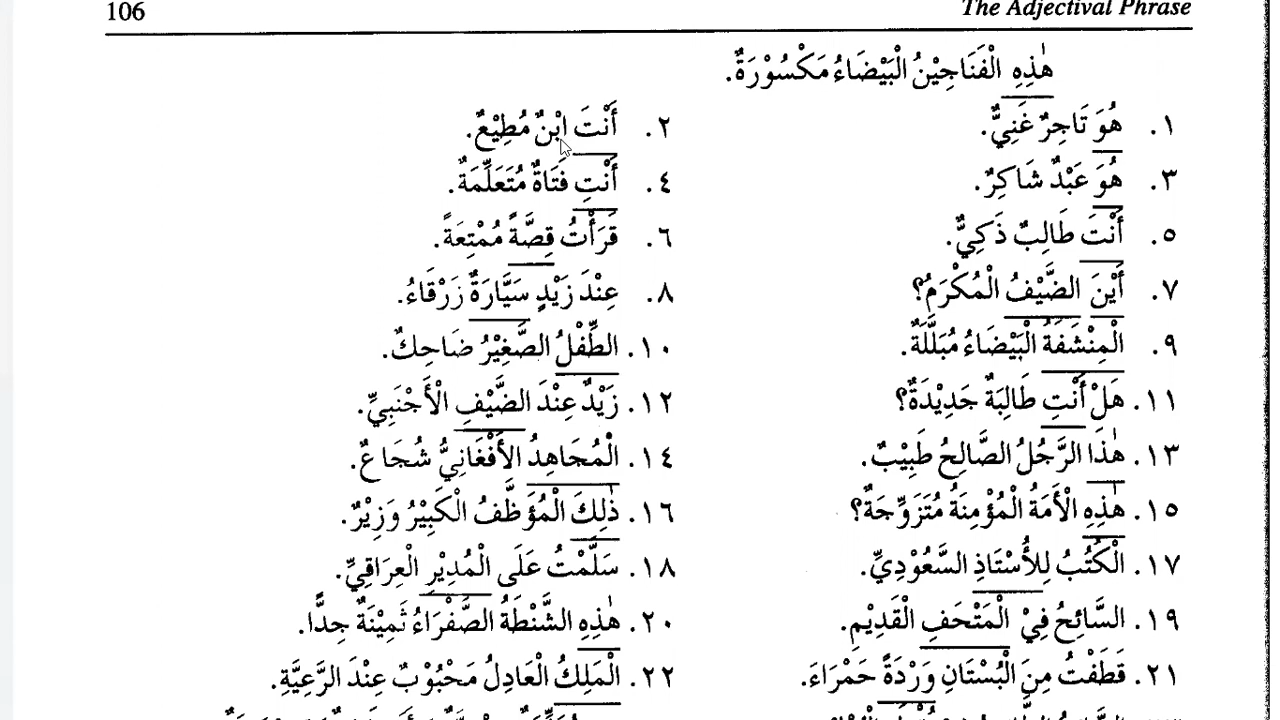 106 The Adjectival Phrase
هٰذِهِ الْفَنَاجِيْنُ الْبَيْضَاءُ مَكْسُوْرَةٌ.
١. هُوَ تَاجِرٌ غَنِيٌّ. ٢. أَنْتَ ابْنٌ مُطِيْعٌ.
٣. هُوَ عَبْدٌ شَاكِرٌ. ٤. أَنْتِ فَتَاةٌ مُتَعَلِّمَةٌ.
٥. أَنْتَ طَالِبٌ ذَكِيٌّ. ٦. قَرَأْتُ قِصَّةً مُمْتِعَةً.
٧. أَيْنَ الضَّيْفُ الْمُكْرَمُ؟ ٨. عِنْدَ زَيْدٍ سَيَّارَةٌ زَرْقَاءُ.
٩. الْمِنْشَفَةُ الْبَيْضَاءُ مُبَلَّلَةٌ. ١٠. الطِّفْلُ الصَّغِيْرُ ضَاحِكٌ.
١١. هَلْ أَنْتِ طَالِبَةٌ جَدِيْدَةٌ؟ ١٢. زَيْدٌ عِنْدَ الضَّيْفِ الْأَجْنَبِيِّ.
١٣. هٰذَا الرَّجُلُ الصَّالِحُ طَبِيْبٌ. ١٤. الْمُجَاهِدُ الأَفْغَانِيُّ شُجَاعٌ.
١٥. هٰذِهِ الْأَمَةُ الْمُؤْمِنَةُ مُتَزَوِّجَةٌ؟ ١٦. ذٰلِكَ الْمُؤَظَّفُ الْكَبِيْرُ وَزِيْرٌ.
١٧. الْكُتُبُ لِلأُسْتَاذِ السَّعُوْدِيِّ. ١٨. سَلَّمْتُ عَلَى الْمُدِيْرِ الْعِرَاقِيِّ.
١٩. السَّائِحُ فِيْ الْمَتْحَفِ الْقَدِيْمِ. ٢٠. هٰذِهِ الشَّنْطَةُ الصَّفْرَاءُ ثَمِيْنَةٌ جِدًّا.
٢١. قَطَفْتُ مِنَ الْبُسْتَانِ وَرْدَةً حَمْرَاءَ. ٢٢. الْمَلِكُ الْعَادِلُ مَحْبُوْبٌ عِنْدَ الرَّعِيَّةِ.